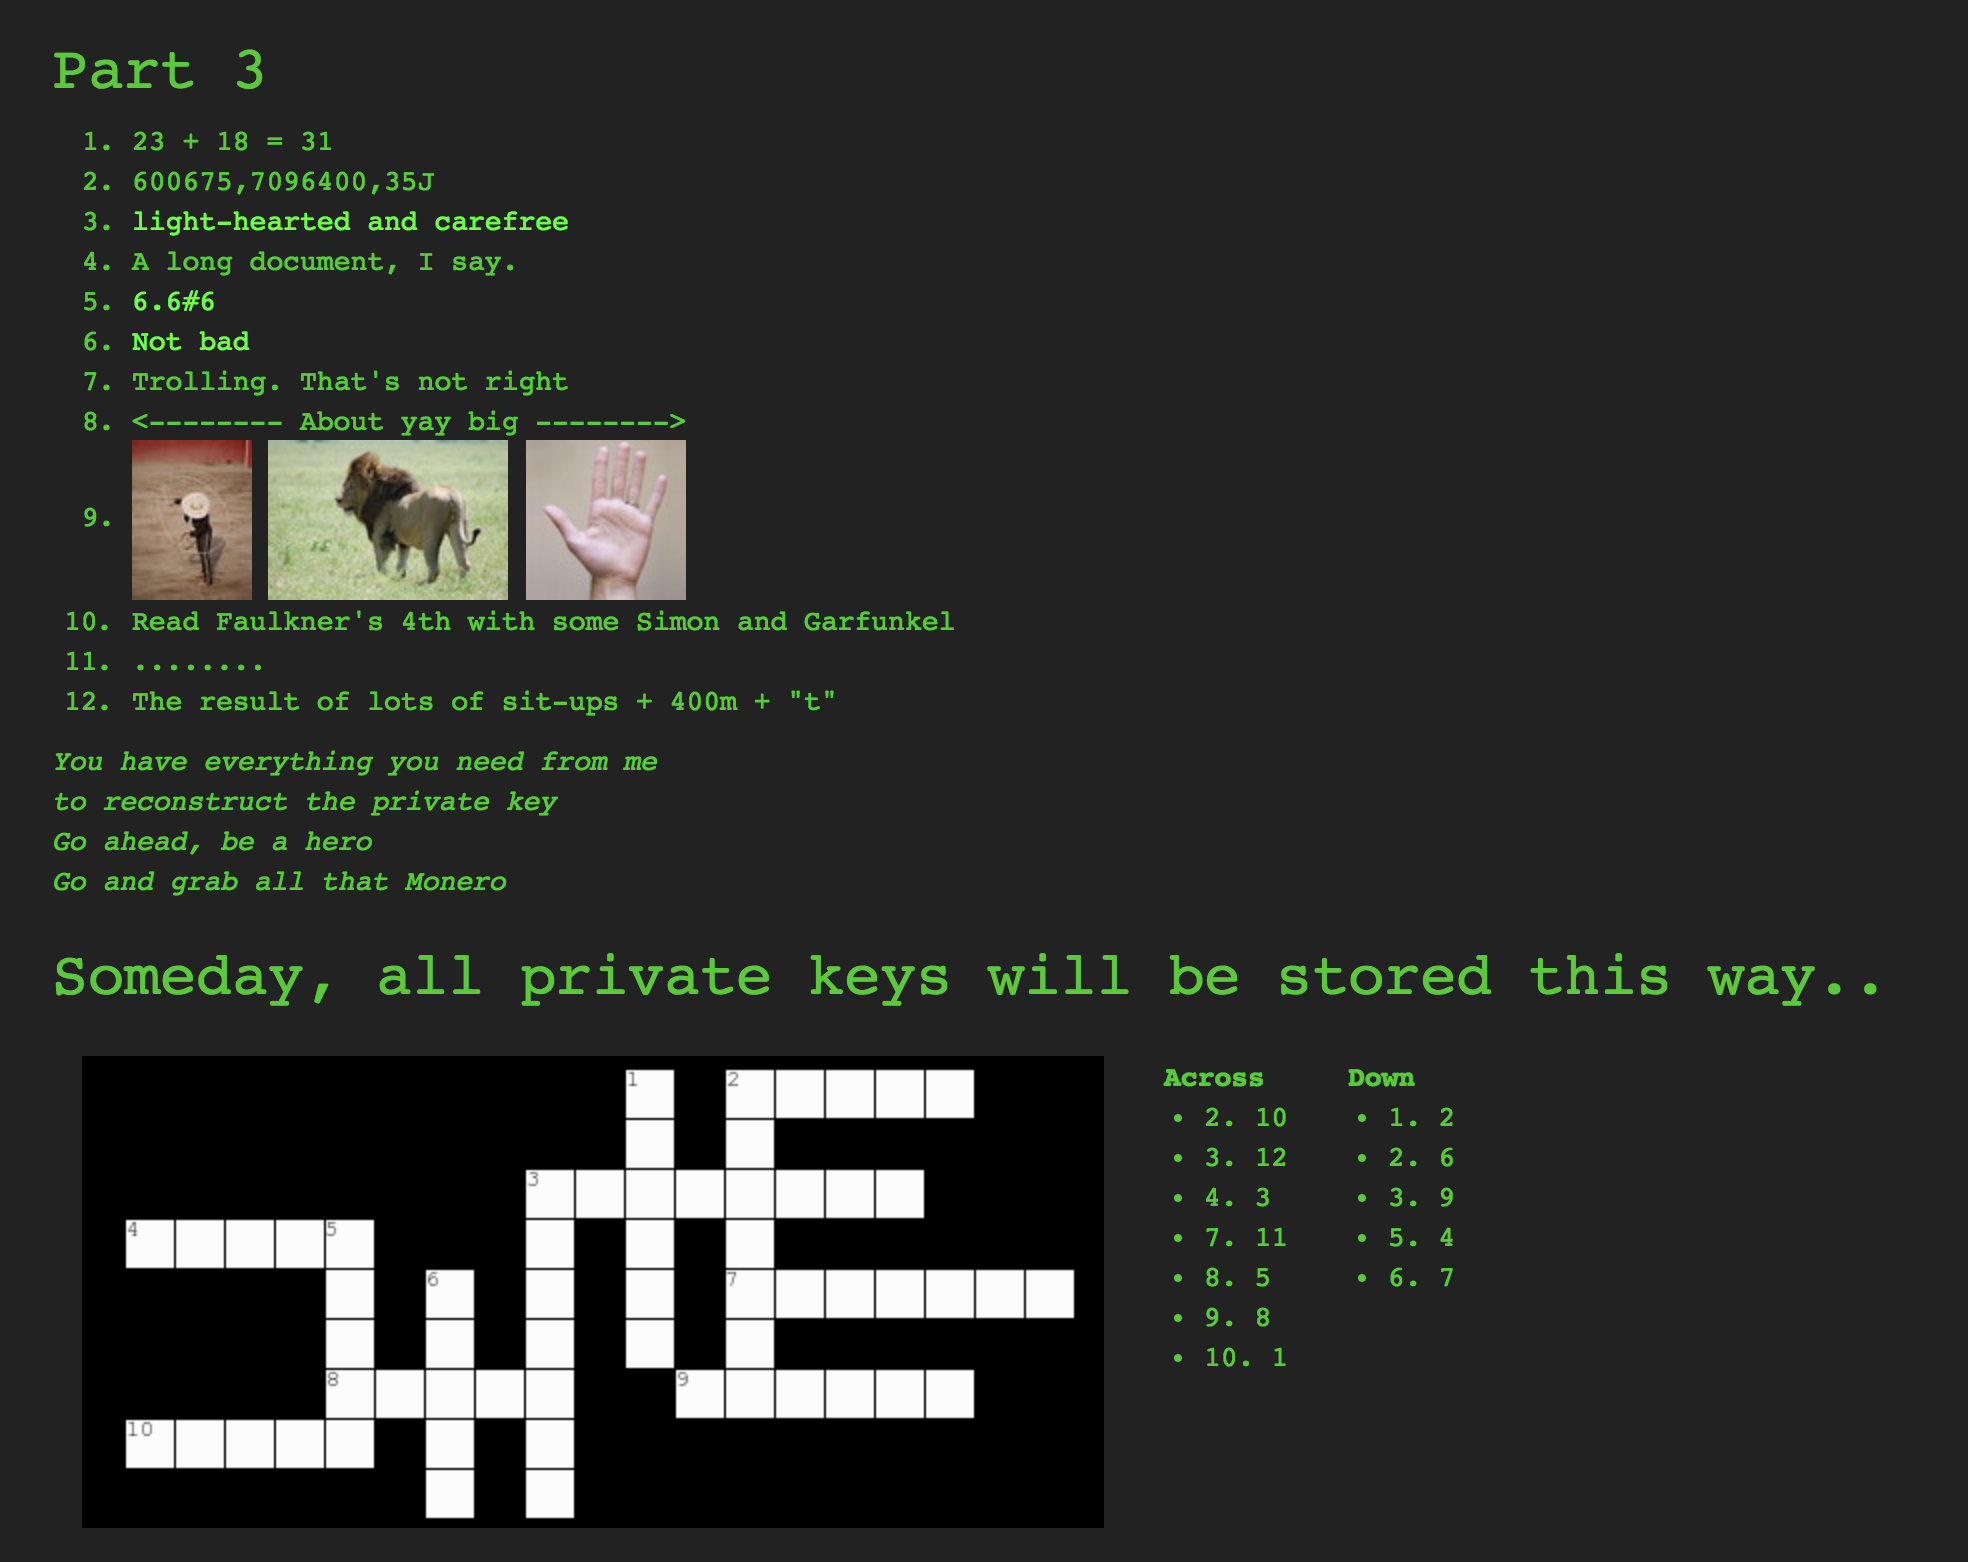 Part 3
1. 23 + 18 = 31
2. 600675,7096400,35J
3. light-hearted and carefree
4. A long document, I say.
5. 6.6#6
6. Not bad
7. Trolling. That's not right
8. <-------- About yay big -------->
9.
10. Read Faulkner's 4th with some Simon and Garfunkel
11. ........
12. The result of lots of sit-ups + 400m + "t"
You have everything you need from me
to reconstruct the private key
Go ahead, be a hero
Go and grab all that Monero
Someday, all private keys will be stored this way..
1 2
3
4 5
6 7
8 9
10
Across
• 2. 10
• 3. 12
• 4. 3
• 7. 11
• 8. 5
• 9. 8
• 10. 1
Down
• 1. 2
• 2. 6
• 3. 9
• 5. 4
• 6. 7